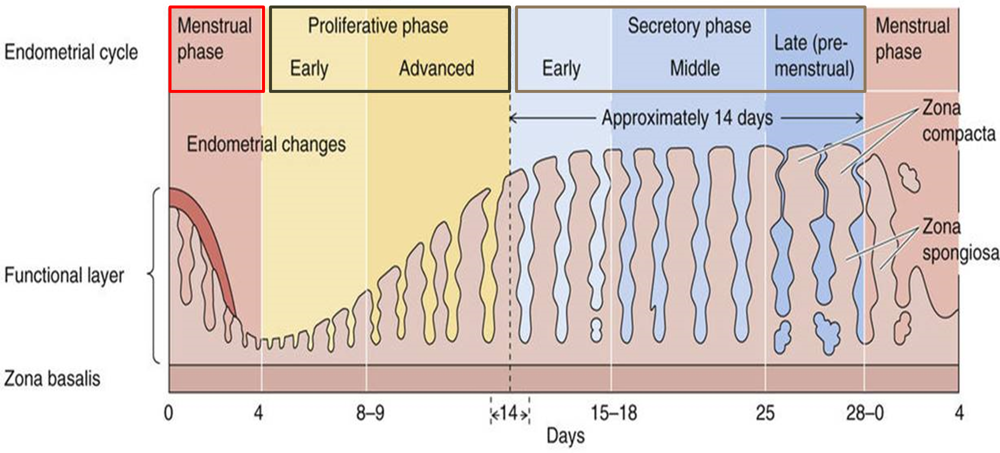 Endometrial cycle
Menstrual
phase
Proliferative phase
Early
Advanced
Secretory phase
Early
Middle
Late (pre-
menstrual)
Menstrual
phase
Approximately 14 days
Endometrial changes
Zona
compacta
Zona
spongiosa
Functional layer
Zona basalis
0
4
8–9
14
15–18
25
28–0
4
Days